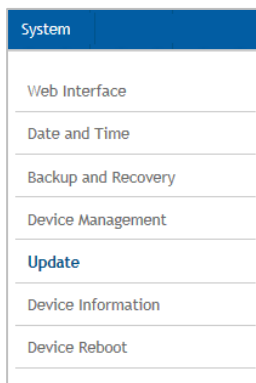 System
Web Interface
Date and Time
Backup and Recovery
Device Management
Update
Device Information
Device Reboot